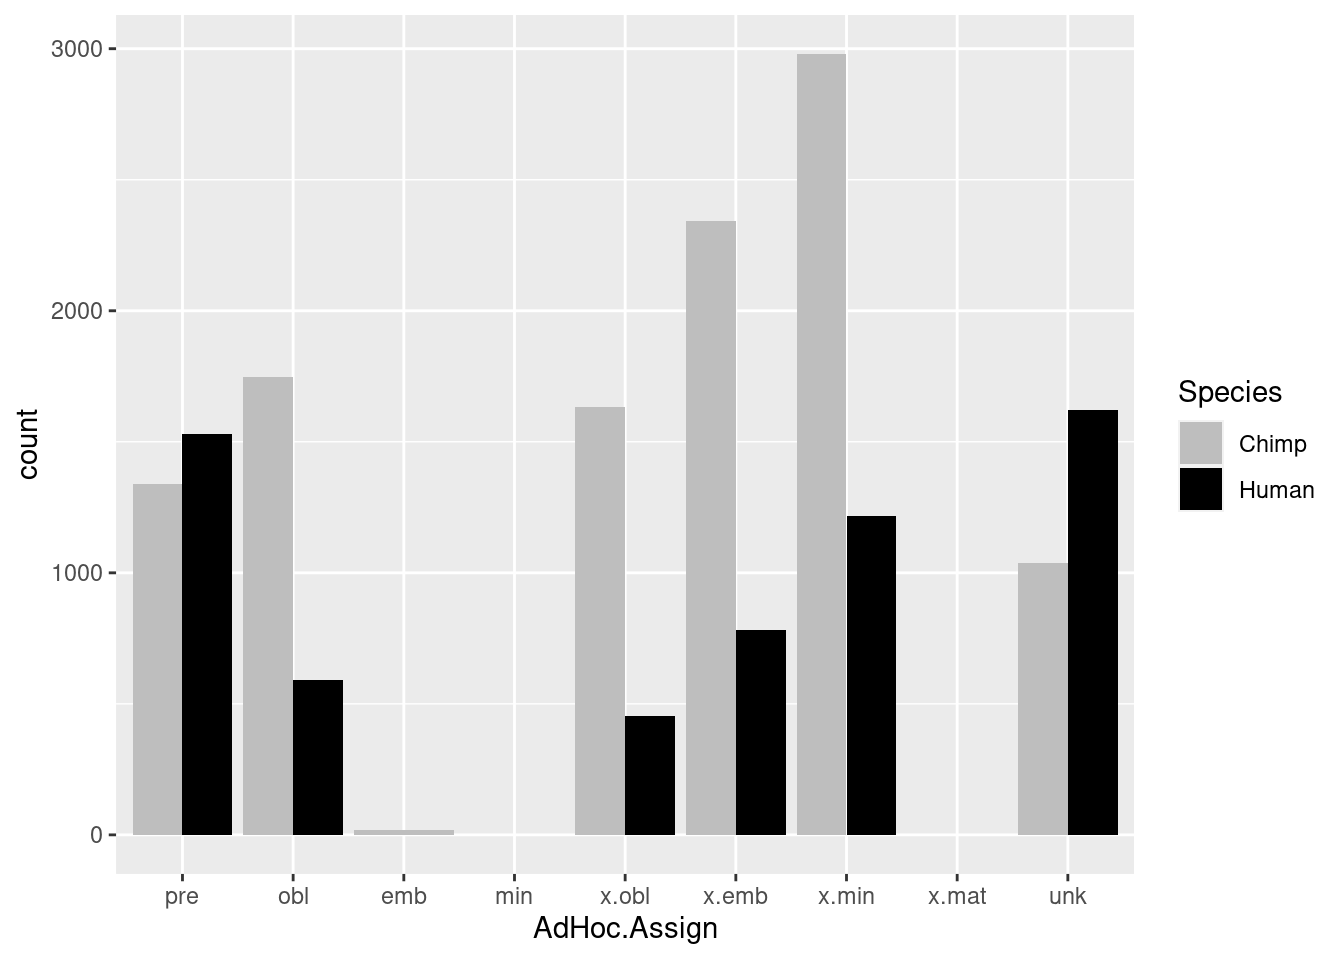 3000
2000
1000
0
count
pre obl emb min x.obl x.emb x.min x.mat unk
AdHoc.Assign
Species
Chimp
Human